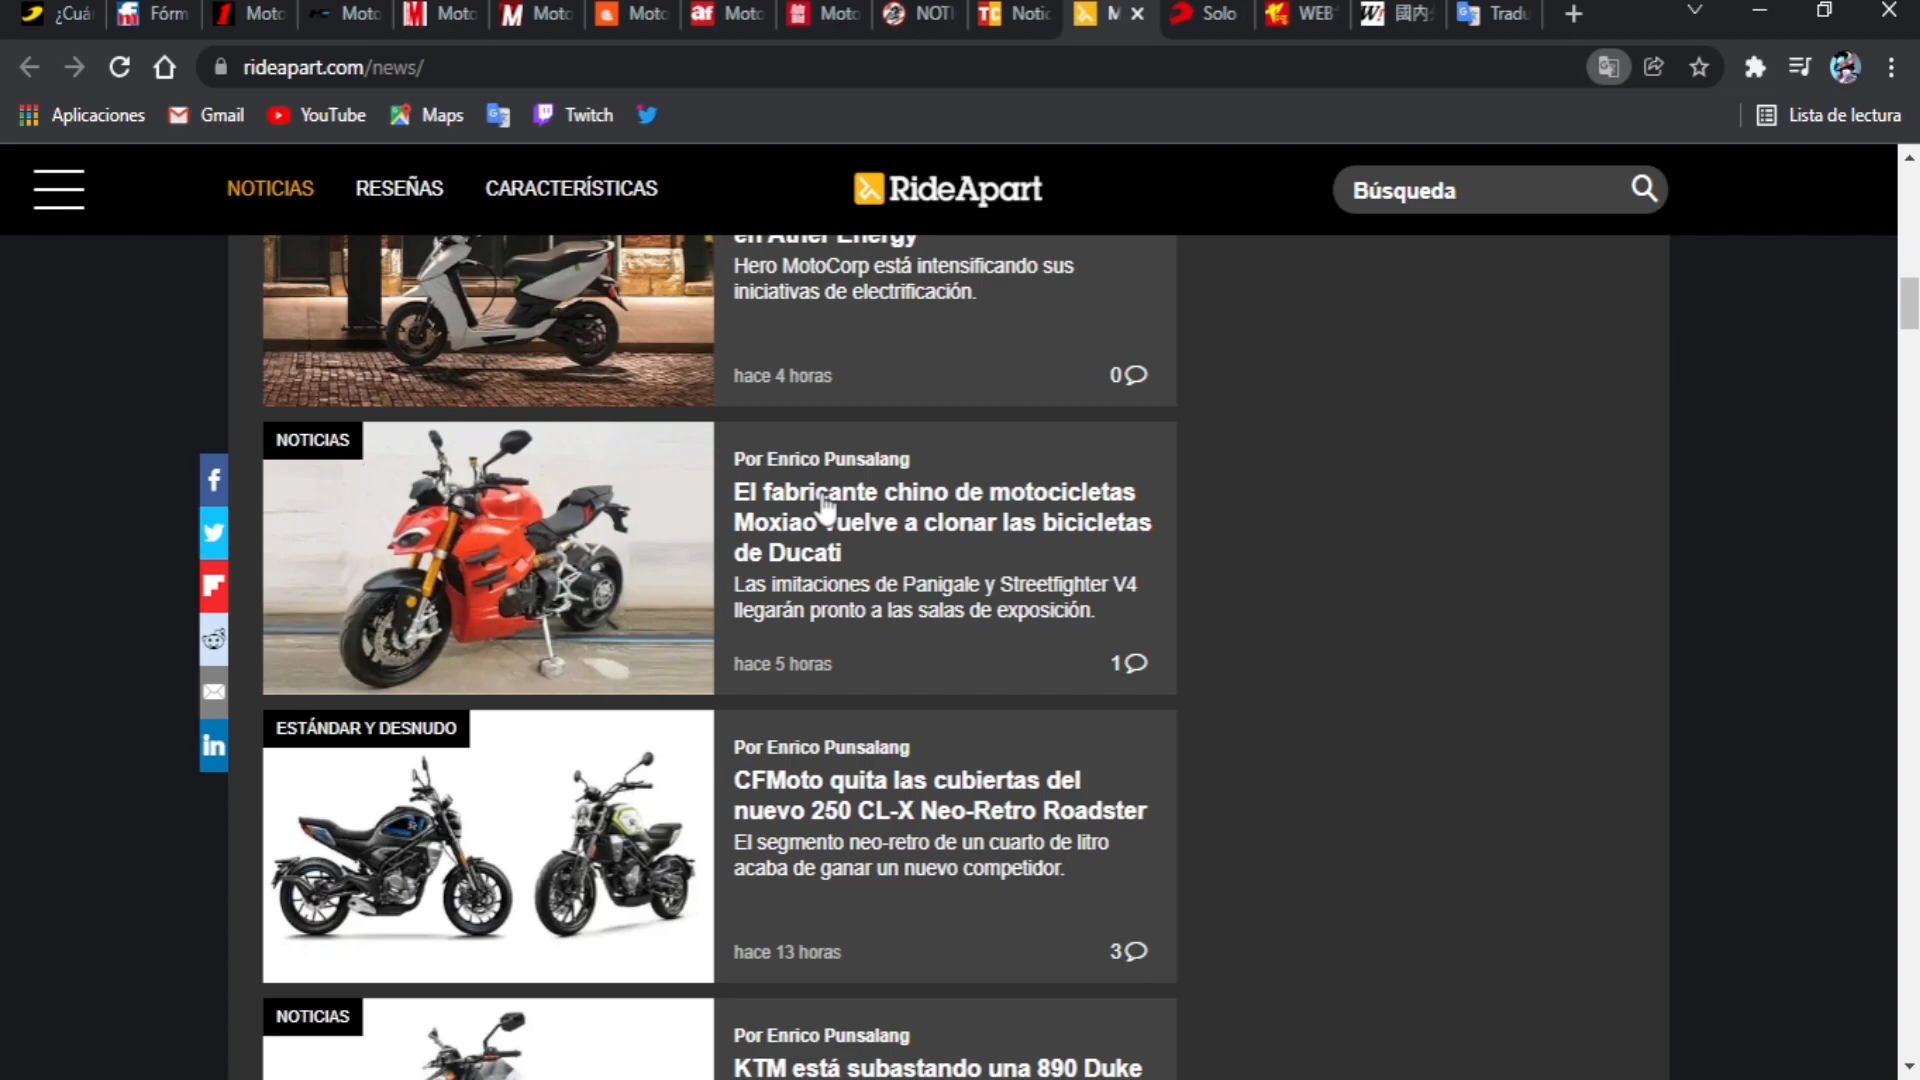 ¿Cuá
Fórm
Moto
Moto
Moto
Moto
Moto
Moto
Moto
NOTI
Notic
M
Solo
WEB
國內
Tradu
rideapart.com/news/
Aplicaciones
Gmail
YouTube
Maps
Twitch
Lista de lectura
NOTICIAS
RESEÑAS
CARACTERÍSTICAS
RideApart
Búsqueda
en Ather Energy
Hero MotoCorp está intensificando sus
iniciativas de electrificación.
hace 4 horas
0
NOTICIAS
Por Enrico Punsalang
El fabricante chino de motocicletas
Moxiao vuelve a clonar las bicicletas
de Ducati
Las imitaciones de Panigale y Streetfighter V4
llegarán pronto a las salas de exposición.
hace 5 horas
1
ESTÁNDAR Y DESNUDO
Por Enrico Punsalang
CFMoto quita las cubiertas del
nuevo 250 CL-X Neo-Retro Roadster
El segmento neo-retro de un cuarto de litro
acaba de ganar un nuevo competidor.
hace 13 horas
3
NOTICIAS
Por Enrico Punsalang
KTM está subastando una 890 Duke